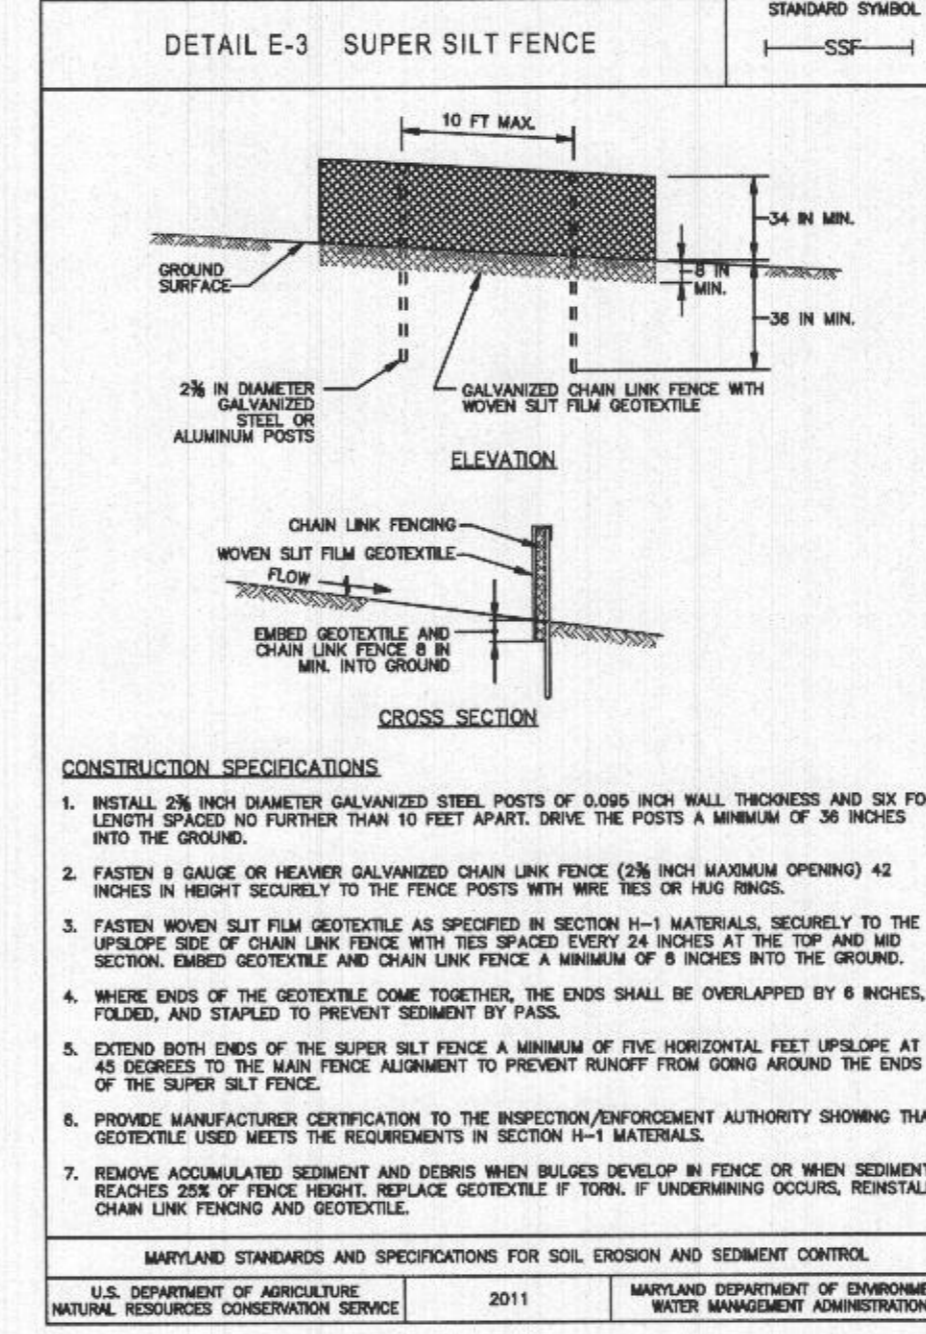 DETAIL E-3 SUPER SILT FENCE
STANDARD SYMBOL
SSF
10 FT MAX.
34 IN MIN.
GROUND
SURFACE
8 IN
MIN.
36 IN MIN.
2⅜ IN DIAMETER
GALVANIZED
STEEL OR
ALUMINUM POSTS
GALVANIZED CHAIN LINK FENCE WITH
WOVEN SLIT FILM GEOTEXTILE
ELEVATION
CHAIN LINK FENCING
WOVEN SLIT FILM GEOTEXTILE
FLOW
EMBED GEOTEXTILE AND
CHAIN LINK FENCE 8 IN
MIN. INTO GROUND
CROSS SECTION
CONSTRUCTION SPECIFICATIONS
1. INSTALL 2⅜ INCH DIAMETER GALVANIZED STEEL POSTS OF 0.095 INCH WALL THICKNESS AND SIX FO
LENGTH SPACED NO FURTHER THAN 10 FEET APART. DRIVE THE POSTS A MINIMUM OF 36 INCHES
INTO THE GROUND.
2. FASTEN 9 GAUGE OR HEAVIER GALVANIZED CHAIN LINK FENCE (2⅜ INCH MAXIMUM OPENING) 42
INCHES IN HEIGHT SECURELY TO THE FENCE POSTS WITH WIRE TIES OR HUG RINGS.
3. FASTEN WOVEN SLIT FILM GEOTEXTILE AS SPECIFIED IN SECTION H-1 MATERIALS, SECURELY TO THE
UPSLOPE SIDE OF CHAIN LINK FENCE WITH TIES SPACED EVERY 24 INCHES AT THE TOP AND MID
SECTION. EMBED GEOTEXTILE AND CHAIN LINK FENCE A MINIMUM OF 8 INCHES INTO THE GROUND.
4. WHERE ENDS OF THE GEOTEXTILE COME TOGETHER, THE ENDS SHALL BE OVERLAPPED BY 6 INCHES,
FOLDED, AND STAPLED TO PREVENT SEDIMENT BY PASS.
5. EXTEND BOTH ENDS OF THE SUPER SILT FENCE A MINIMUM OF FIVE HORIZONTAL FEET UPSLOPE AT
45 DEGREES TO THE MAIN FENCE ALIGNMENT TO PREVENT RUNOFF FROM GOING AROUND THE ENDS
OF THE SUPER SILT FENCE.
6. PROVIDE MANUFACTURER CERTIFICATION TO THE INSPECTION/ENFORCEMENT AUTHORITY SHOWING THA
GEOTEXTILE USED MEETS THE REQUIREMENTS IN SECTION H-1 MATERIALS.
7. REMOVE ACCUMULATED SEDIMENT AND DEBRIS WHEN BULGES DEVELOP IN FENCE OR WHEN SEDIMENT
REACHES 25% OF FENCE HEIGHT. REPLACE GEOTEXTILE IF TORN. IF UNDERMINING OCCURS, REINSTALL
CHAIN LINK FENCING AND GEOTEXTILE.
MARYLAND STANDARDS AND SPECIFICATIONS FOR SOIL EROSION AND SEDIMENT CONTROL
U.S. DEPARTMENT OF AGRICULTURE
NATURAL RESOURCES CONSERVATION SERVICE
2011
MARYLAND DEPARTMENT OF ENVIRONME
WATER MANAGEMENT ADMINISTRATION